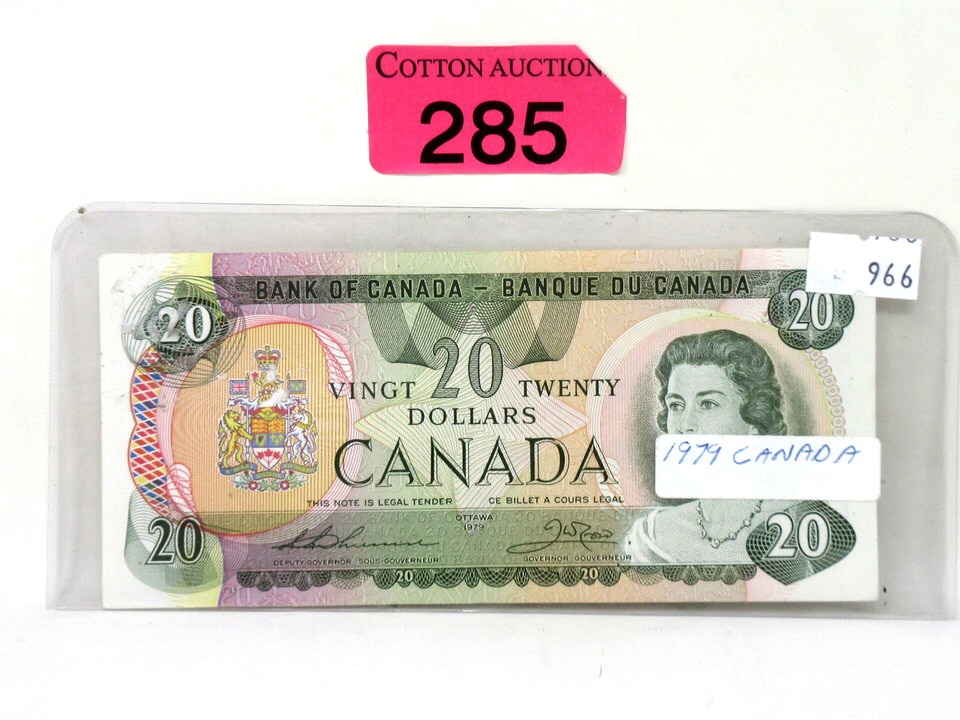 COTTON AUCTION
285
966
BANK OF CANADA – BANQUE DU CANADA
20
20
20
VINGT TWENTY
DOLLARS
CANADA
1979 CANADA
THIS NOTE IS LEGAL TENDER CE BILLET A COURS LÉGAL
OTTAWA
1979
20
20
DEPUTY GOVERNOR SOUS-GOUVERNEUR
GOVERNOR GOUVERNEUR
20
20